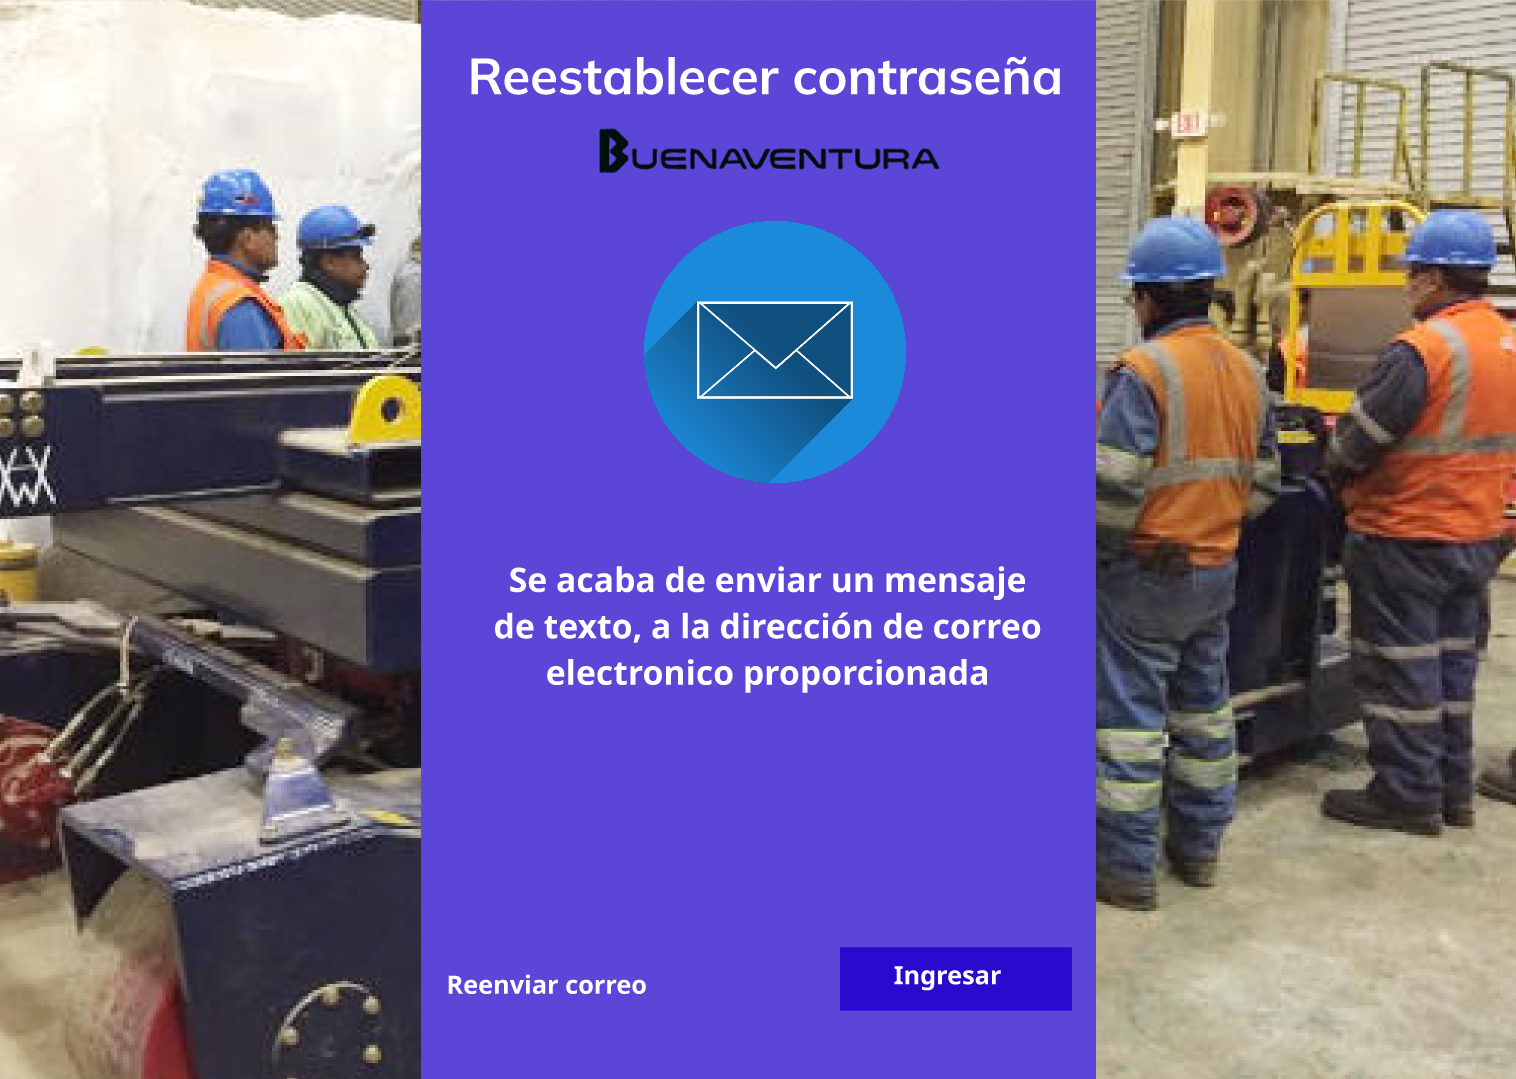 Reestablecer contraseña
BUENAVENTURA
EXIT
Se acaba de enviar un mensaje
de texto, a la dirección de correo
electronico proporcionada
Reenviar correo
Ingresar